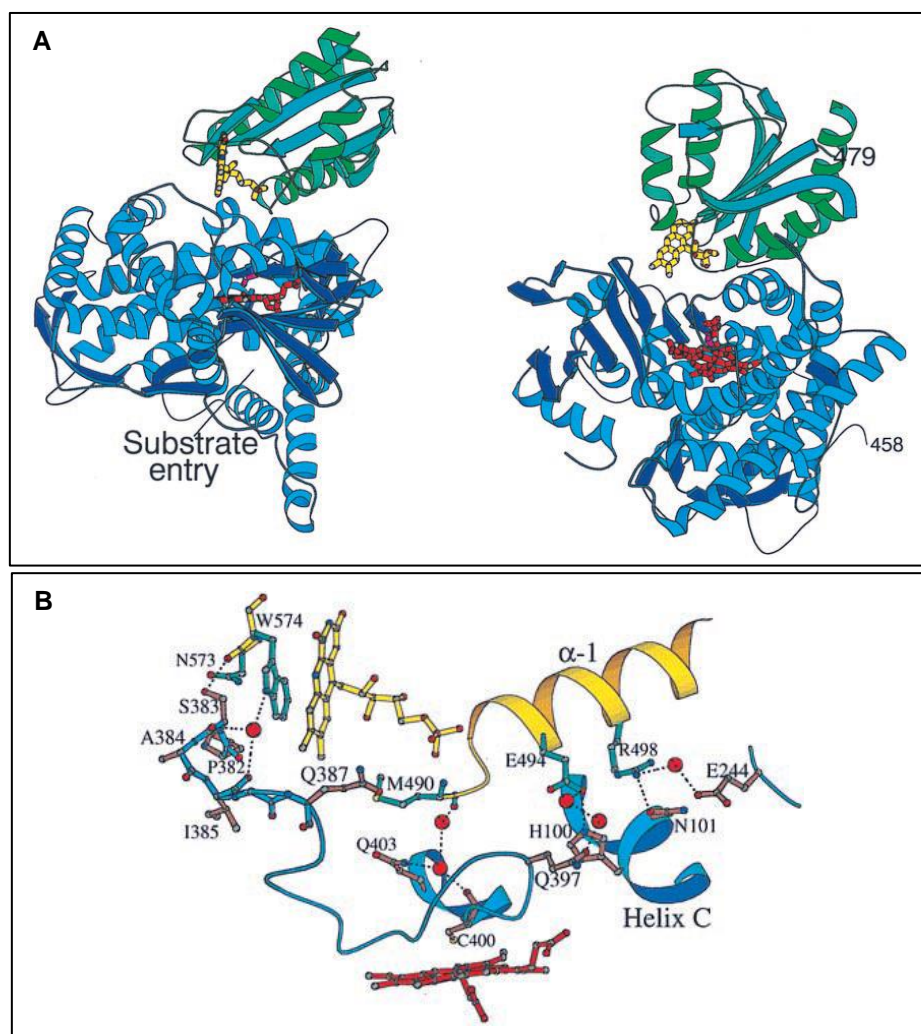 A
479
Substrate
entry
458
B
W574
α-1
N573
S383
A384
P382
E494
R498
Q387
M490
E244
I385
H100
N101
Q403
Q397
C400
Helix C